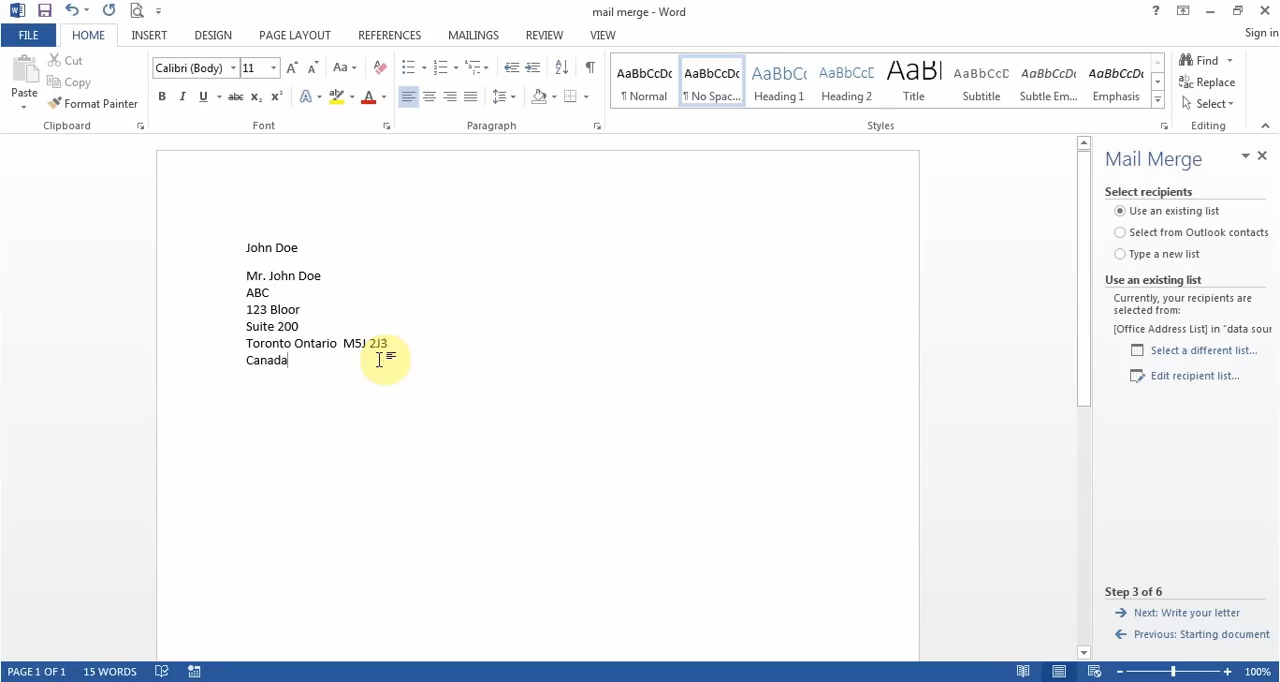 mail merge - Word
Sign in
FILE HOME INSERT DESIGN PAGE LAYOUT REFERENCES MAILINGS REVIEW VIEW
Paste
Cut
Copy
Format Painter
Clipboard
Calibri (Body) 11
Font
Paragraph
AaBbCcDc AaBbCcDc AaBbCc AaBbCcD AaBl AaBbCcD AaBbCcDc AaBbCcDc
¶ Normal ¶ No Spac... Heading 1 Heading 2 Title Subtitle Subtle Em... Emphasis
Styles
Find
Replace
Select
Editing
John Doe
Mr. John Doe
ABC
123 Bloor
Suite 200
Toronto Ontario M5J 2J3
Canada
Mail Merge
Select recipients
Use an existing list
Select from Outlook contacts
Type a new list
Use an existing list
Currently, your recipients are
selected from:
[Office Address List] in "data sour
Select a different list...
Edit recipient list...
Step 3 of 6
Next: Write your letter
Previous: Starting document
PAGE 1 OF 1 15 WORDS
100%